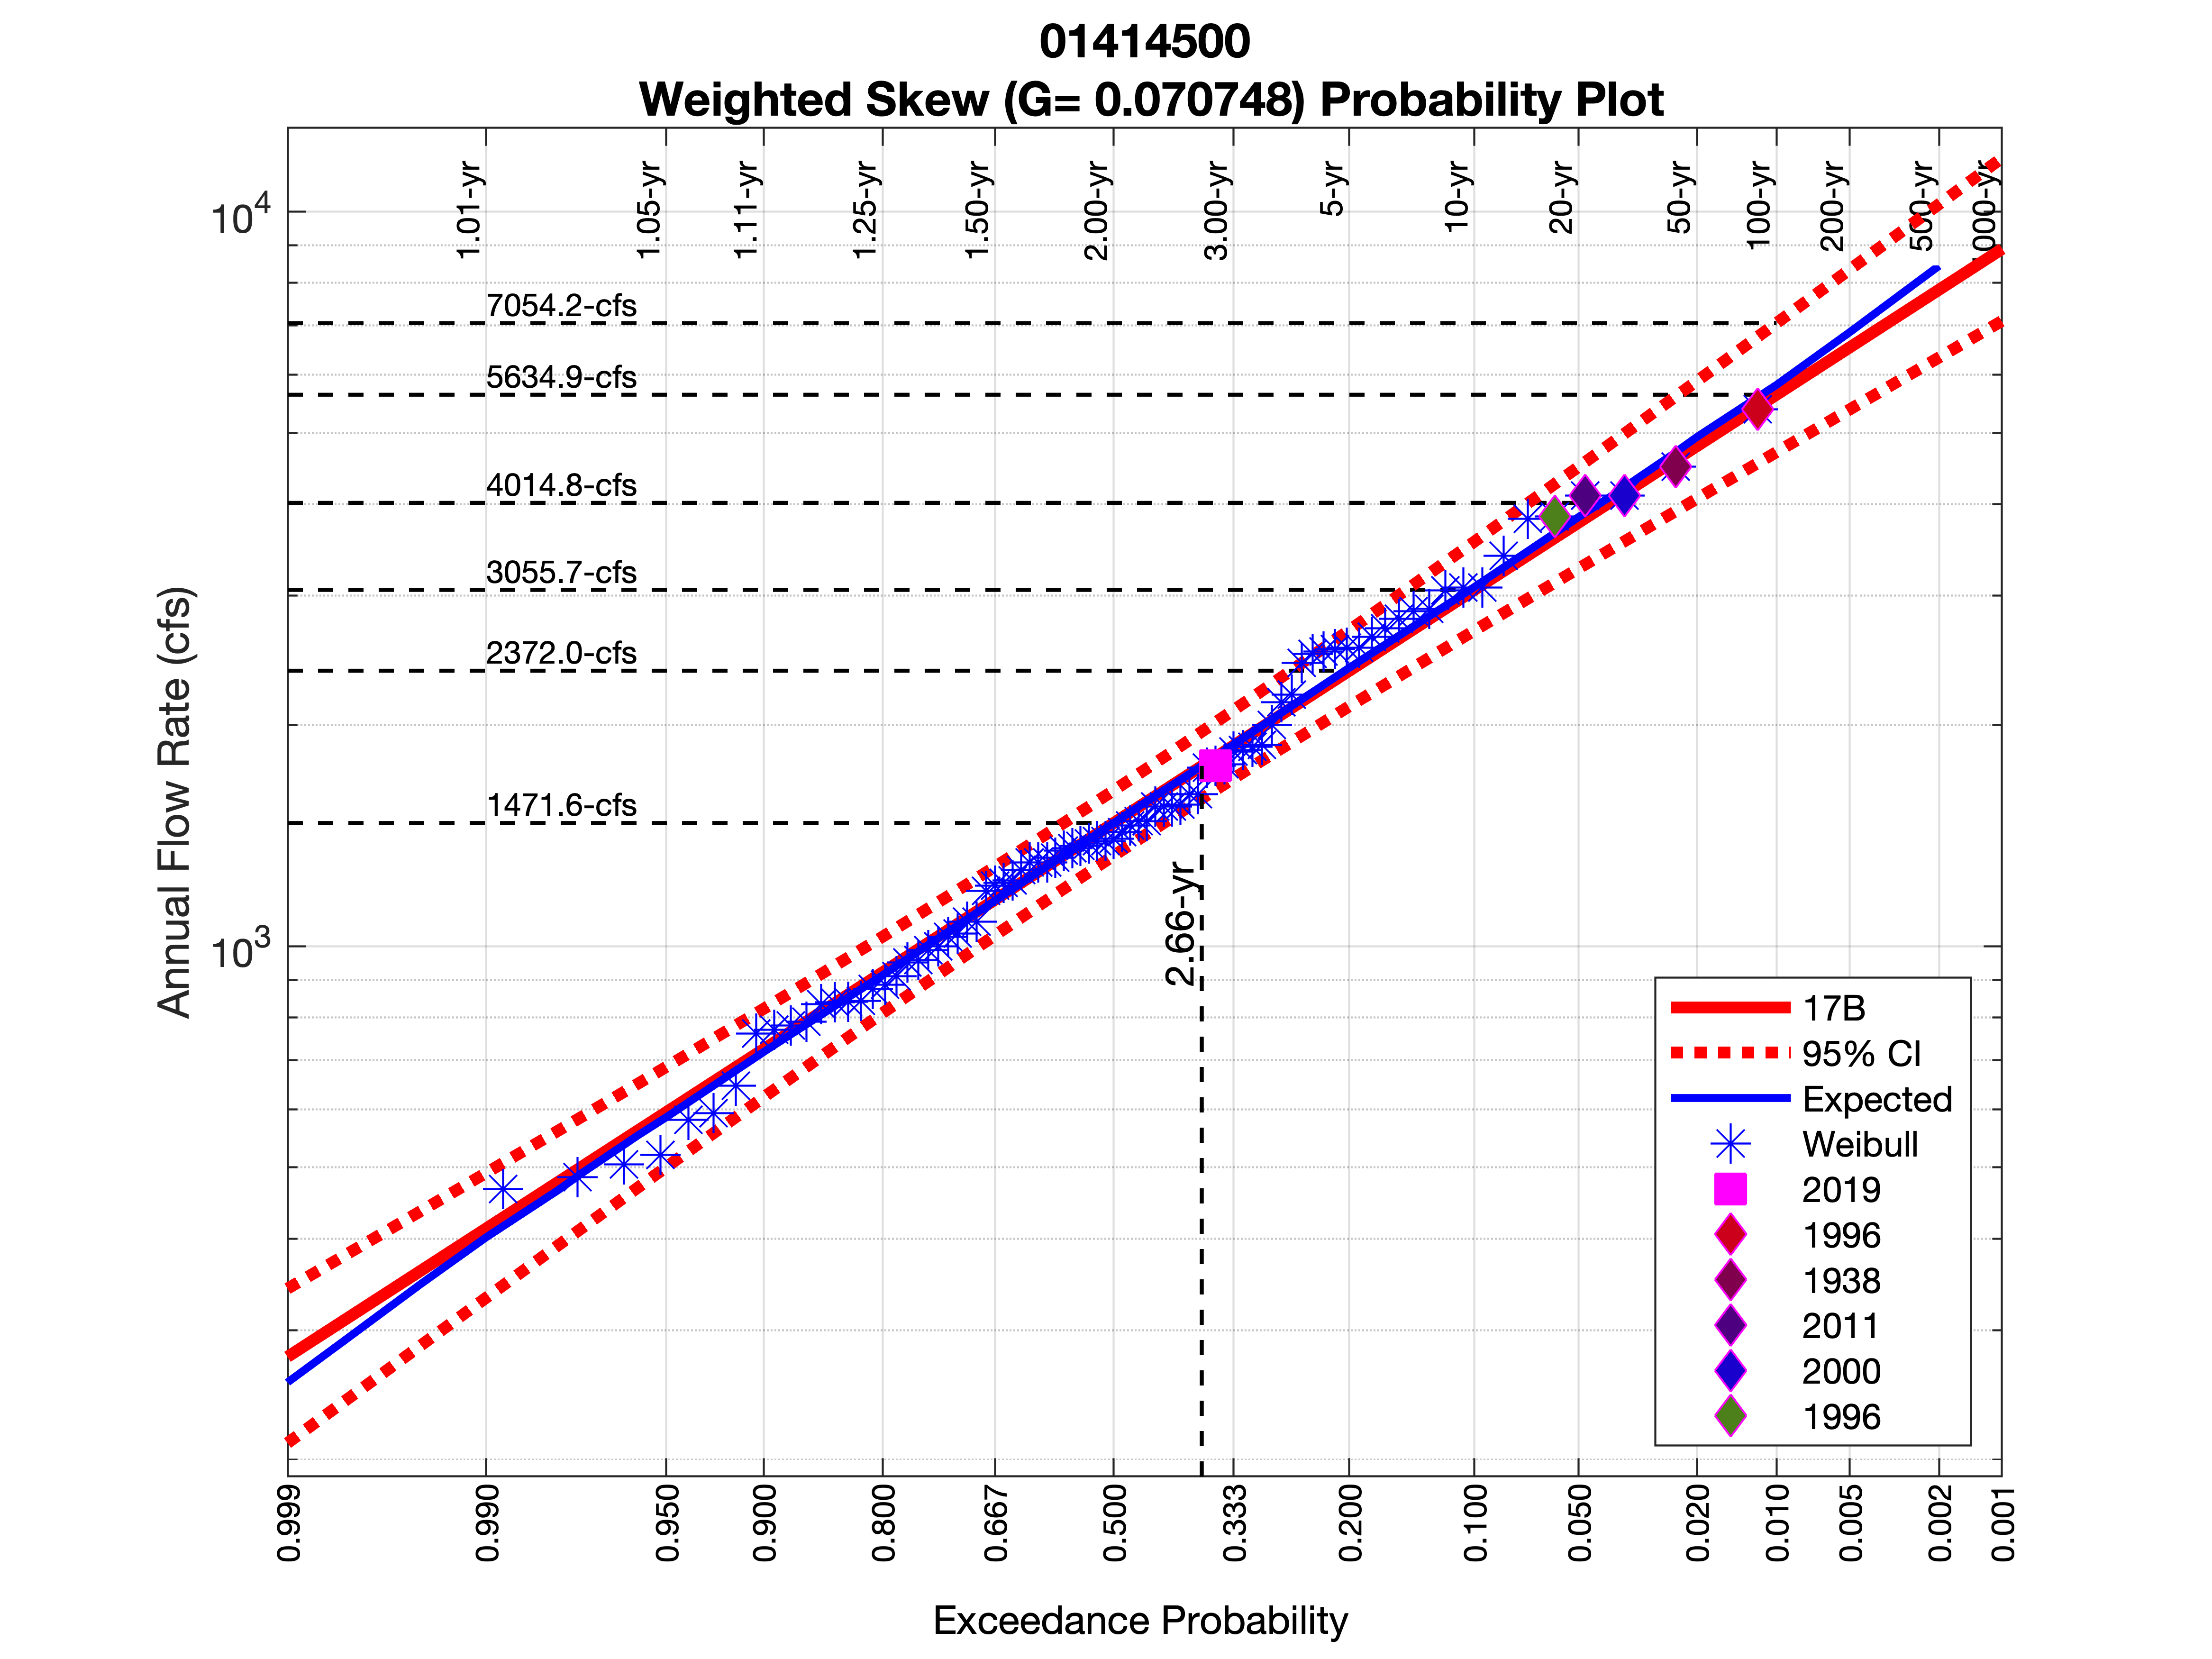 01414500
Weighted Skew (G= 0.070748) Probability Plot
1.01-yr
1.05-yr
1.11-yr
1.25-yr
1.50-yr
2.00-yr
3.00-yr
5-yr
10-yr
20-yr
50-yr
100-yr
200-yr
500-yr
1000-yr
10^4
10^3
Annual Flow Rate (cfs)
7054.2-cfs
5634.9-cfs
4014.8-cfs
3055.7-cfs
2372.0-cfs
1471.6-cfs
2.66-yr
17B
95% CI
Expected
Weibull
2019
1996
1938
2011
2000
1996
0.999
0.990
0.950
0.900
0.800
0.667
0.500
0.333
0.200
0.100
0.050
0.020
0.010
0.005
0.002
0.001
Exceedance Probability